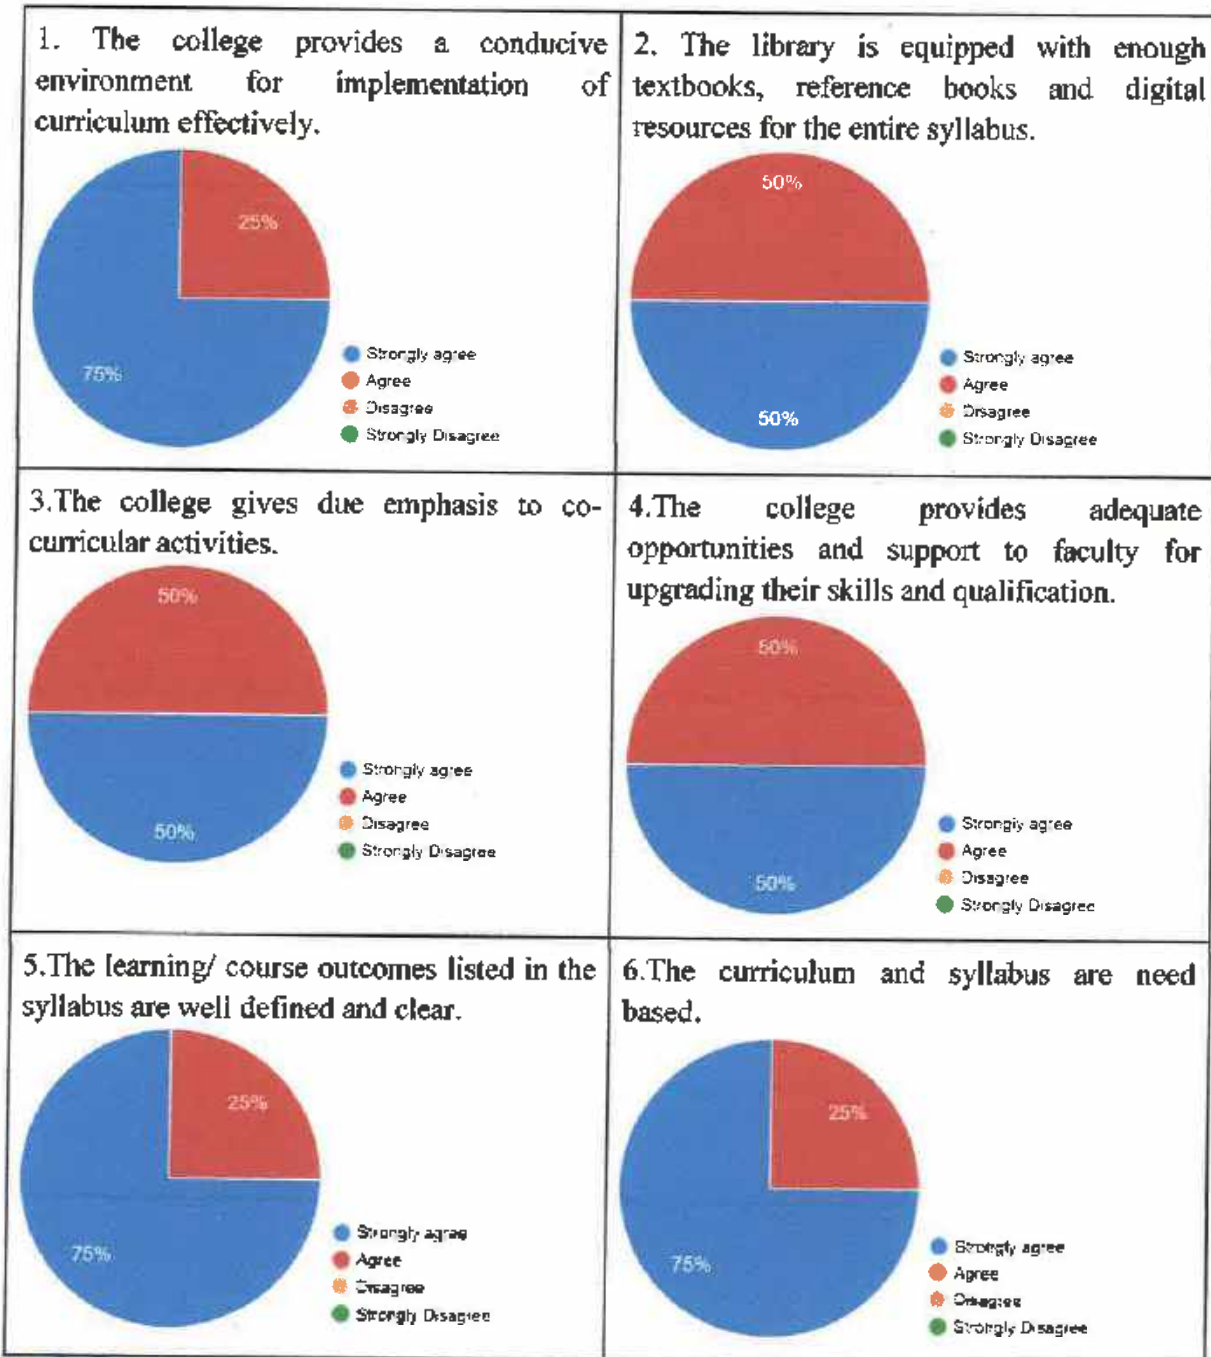 1. The college provides a conducive
environment for implementation of
curriculum effectively.
25%
75%
Strongly agree
Agree
Disagree
Strongly Disagree
2. The library is equipped with enough
textbooks, reference books and digital
resources for the entire syllabus.
50%
50%
Strongly agree
Agree
Disagree
Strongly Disagree
3.The college gives due emphasis to co-
curricular activities.
50%
50%
Strongly agree
Agree
Disagree
Strongly Disagree
4.The college provides adequate
opportunities and support to faculty for
upgrading their skills and qualification.
50%
50%
Strongly agree
Agree
Disagree
Strongly Disagree
5.The learning/ course outcomes listed in the
syllabus are well defined and clear.
25%
75%
Strongly agree
Agree
Disagree
Strongly Disagree
6.The curriculum and syllabus are need
based.
25%
75%
Strongly agree
Agree
Disagree
Strongly Disagree